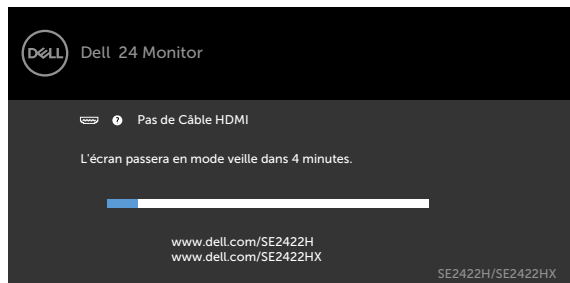 DELL
Dell 24 Monitor
? Pas de Câble HDMI
L'écran passera en mode veille dans 4 minutes.
www.dell.com/SE2422H
www.dell.com/SE2422HX
SE2422H/SE2422HX